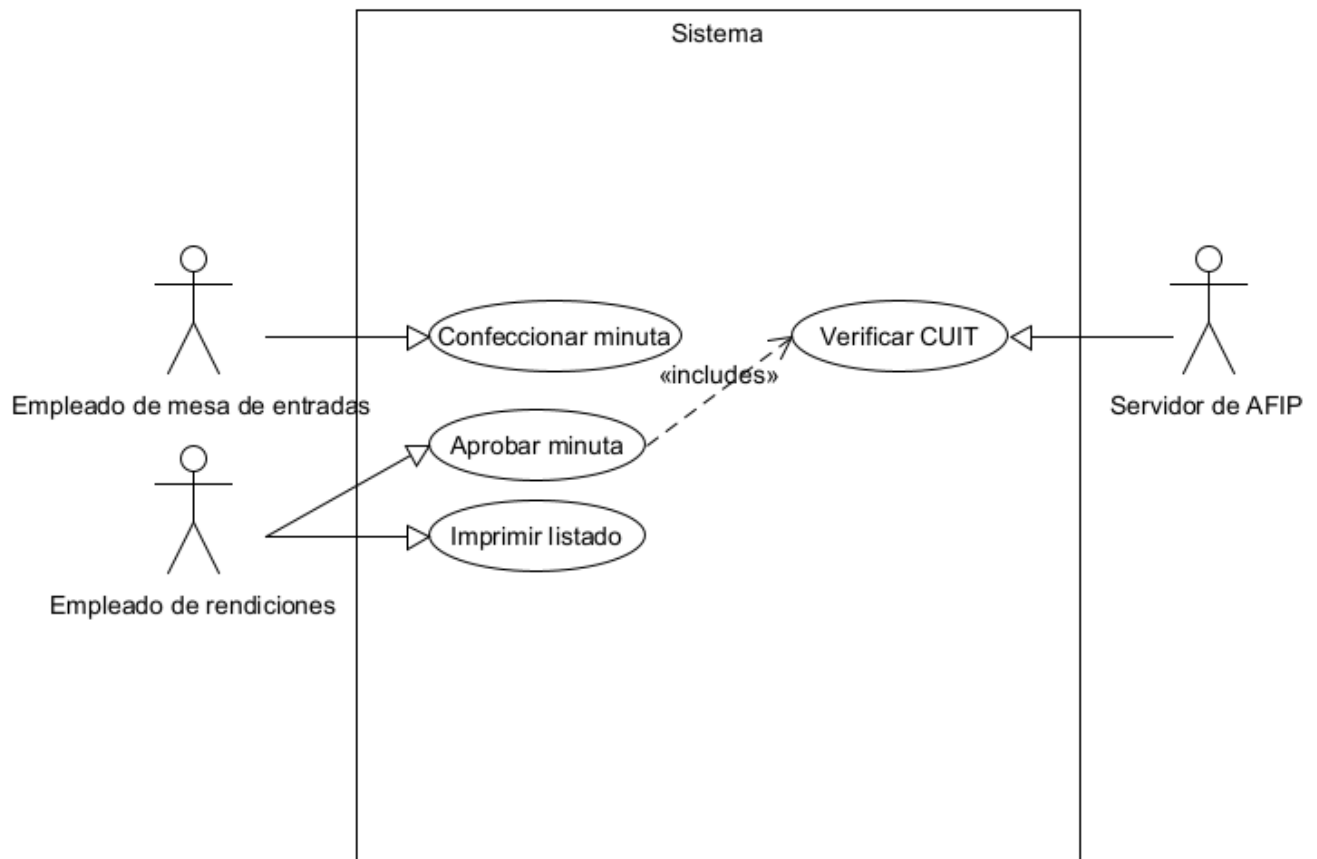 Sistema
Confeccionar minuta
Verificar CUIT
«includes»
Empleado de mesa de entradas
Servidor de AFIP
Aprobar minuta
Imprimir listado
Empleado de rendiciones